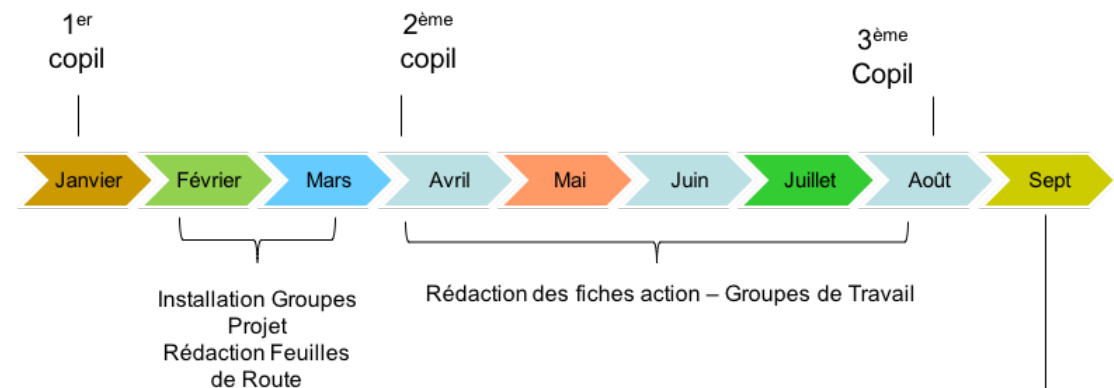 1er
copil
2ème
copil
3ème
Copil
Janvier
Février
Mars
Avril
Mai
Juin
Juillet
Août
Sept
Installation Groupes
Projet
Rédaction Feuilles
de Route
Rédaction des fiches action – Groupes de Travail